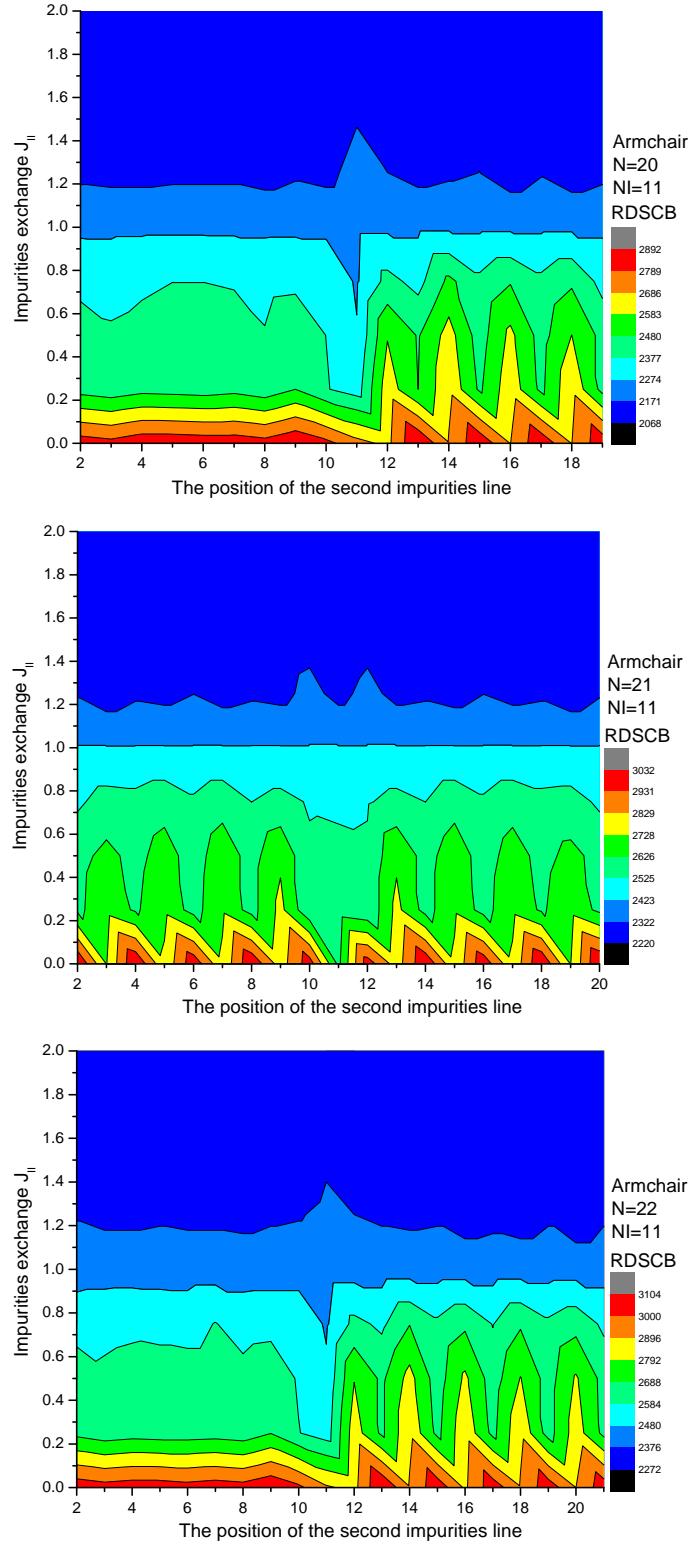 2.0
1.8
1.6
1.4
1.2
1.0
0.8
0.6
0.4
0.2
0.0
Impurities exchange J_II
2 4 6 8 10 12 14 16 18
The position of the second impurities line
Armchair
N=20
NI=11
RDSCB
2892
2789
2686
2583
2480
2377
2274
2171
2068
2.0
1.8
1.6
1.4
1.2
1.0
0.8
0.6
0.4
0.2
0.0
Impurities exchange J_II
2 4 6 8 10 12 14 16 18 20
The position of the second impurities line
Armchair
N=21
NI=11
RDSCB
3032
2931
2829
2728
2626
2525
2423
2322
2220
2.0
1.8
1.6
1.4
1.2
1.0
0.8
0.6
0.4
0.2
0.0
Impurities exchange J_II
2 4 6 8 10 12 14 16 18 20
The position of the second impurities line
Armchair
N=22
NI=11
RDSCB
3104
3000
2896
2792
2688
2584
2480
2376
2272